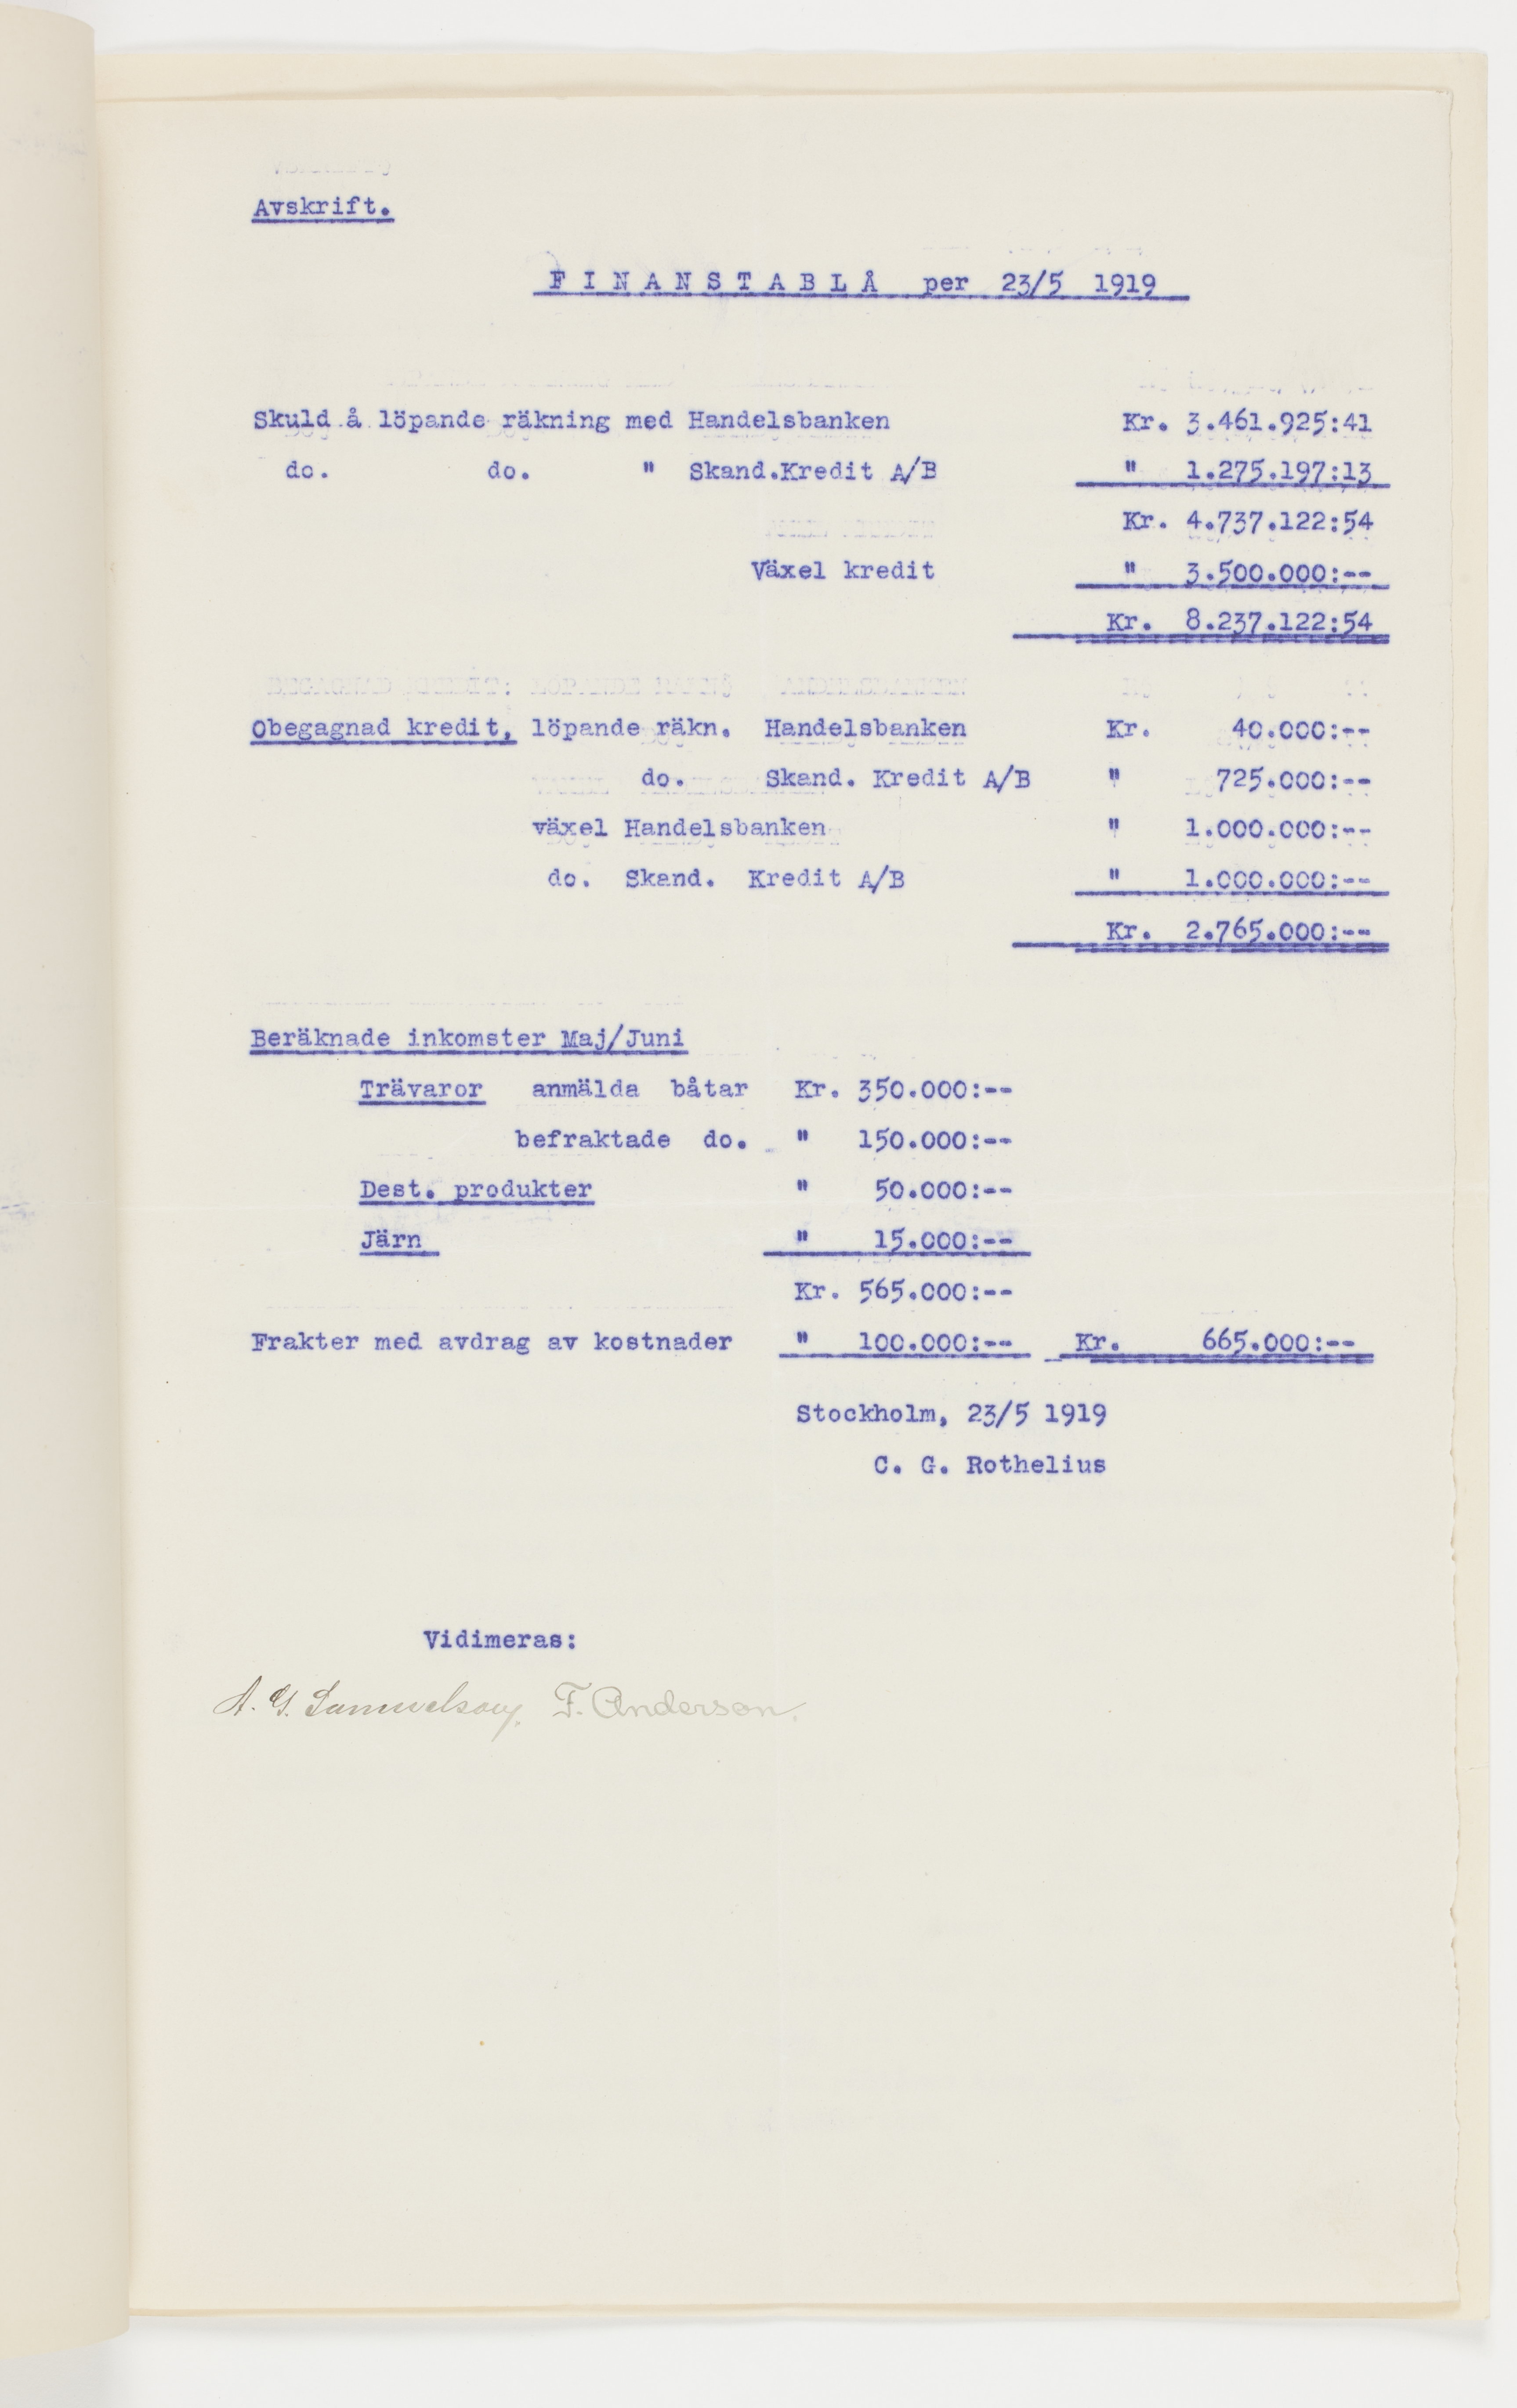 Avskrift.
FINANSTABLÅ per 23/5 1919
Skuld å löpande räkning med Handelsbanken Kr. 3.461.925:41
do. do. " Skand.Kredit A/B " 1.275.197:13
Kr. 4.737.122:54
Växel kredit " 3.500.000:--
Kr. 8.237.122:54
Obegagnad kredit, löpande räkn. Handelsbanken Kr. 40.000:--
do. Skand. Kredit A/B " 725.000:--
växel Handelsbanken " 1.000.000:--
do. Skand. Kredit A/B " 1.000.000:--
Kr. 2.765.000:--
Beräknade inkomster Maj/Juni
Trävaror anmälda båtar Kr. 350.000:--
befraktade do. " 150.000:--
Dest. produkter " 50.000:--
Järn " 15.000:--
Kr. 565.000:--
Frakter med avdrag av kostnader " 100.000:-- Kr. 665.000:--
Stockholm, 23/5 1919
C. G. Rothelius
Vidimeras:
A. G. Samuelson. F. Anderson.